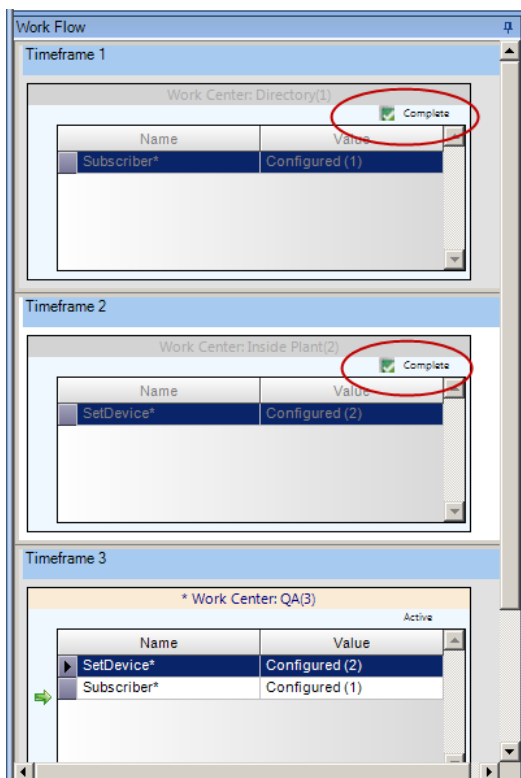 Work Flow
Timeframe 1
Work Center: Directory(1)
Complete
Name Value
Subscriber* Configured (1)
Timeframe 2
Work Center: Inside Plant(2)
Complete
Name Value
SetDevice* Configured (2)
Timeframe 3
* Work Center: QA(3)
Active
Name Value
SetDevice* Configured (2)
Subscriber* Configured (1)